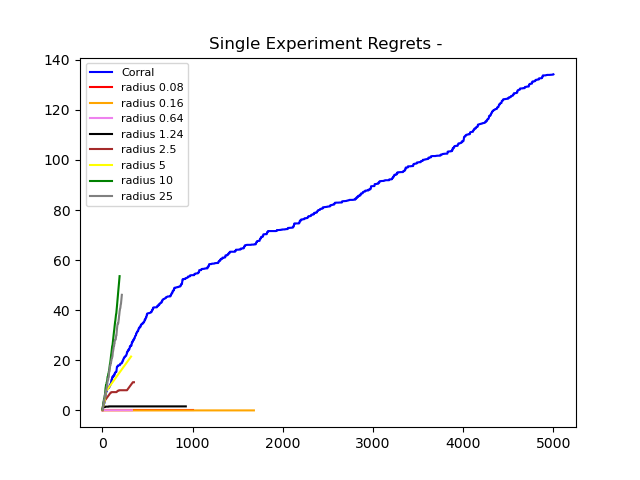 Single Experiment Regrets -
140
120
100
80
60
40
20
0
Corral
radius 0.08
radius 0.16
radius 0.64
radius 1.24
radius 2.5
radius 5
radius 10
radius 25
0 1000 2000 3000 4000 5000